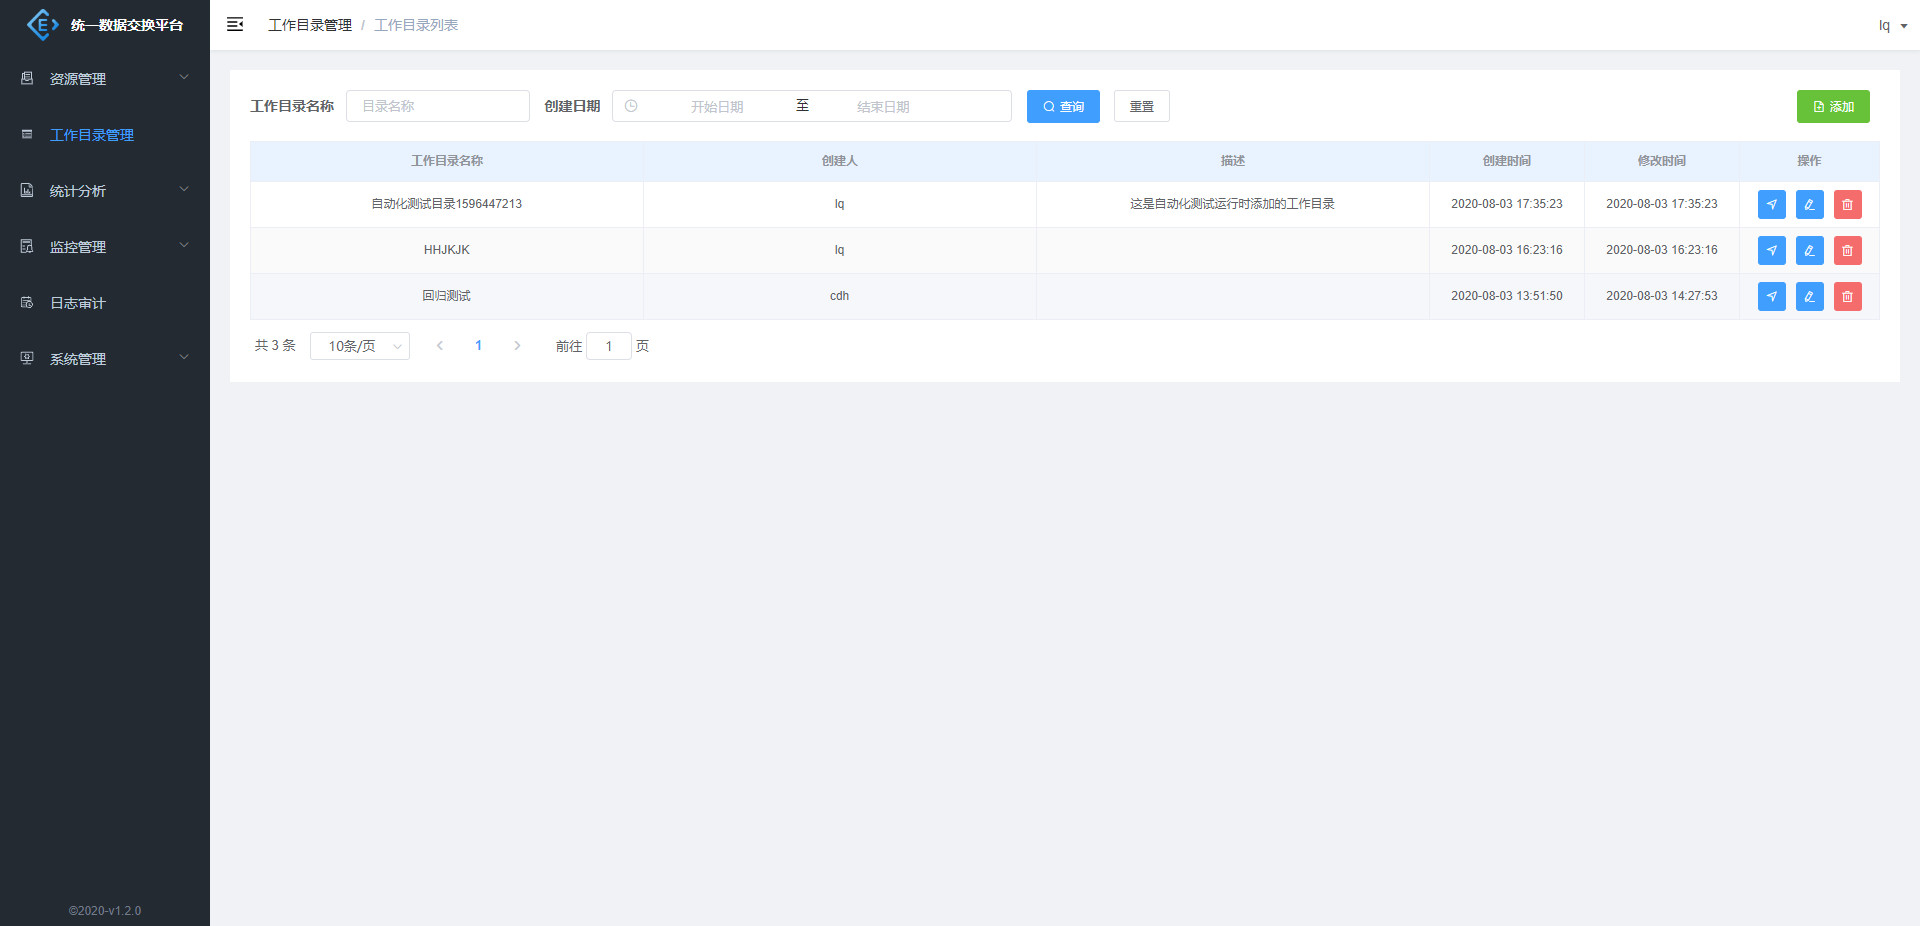 统一数据交换平台
资源管理
工作目录管理
统计分析
监控管理
日志审计
系统管理
©2020-v1.2.0
工作目录管理 / 工作目录列表
lq
工作目录名称 目录名称 创建日期 开始日期 至 结束日期 查询 重置 添加
工作目录名称 创建人 描述 创建时间 修改时间 操作
自动化测试目录1596447213 lq 这是自动化测试运行时添加的工作目录 2020-08-03 17:35:23 2020-08-03 17:35:23
HHJKJK lq 2020-08-03 16:23:16 2020-08-03 16:23:16
回归测试 cdh 2020-08-03 13:51:50 2020-08-03 14:27:53
共 3 条 10条/页 1 前往 1 页